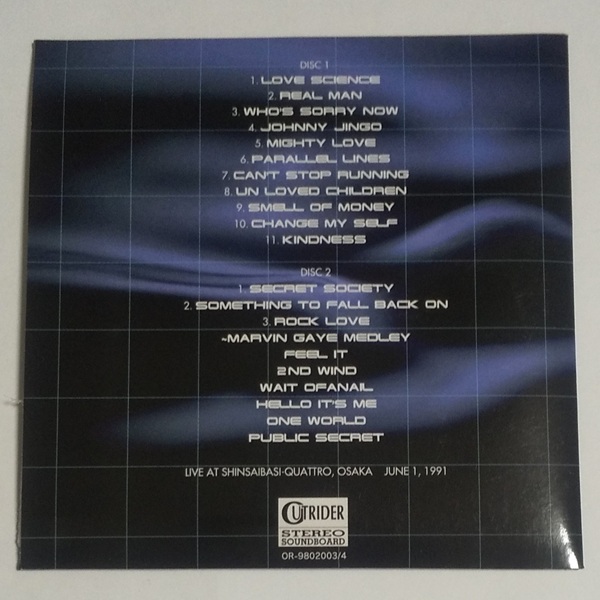 DISC 1
1. LOVE SCIENCE
2. REAL MAN
3. WHO'S SORRY NOW
4. JOHNNY JINGO
5. MIGHTY LOVE
6. PARALLEL LINES
7. CAN'T STOP RUNNING
8. UN LOVED CHILDREN
9. SMELL OF MONEY
10. CHANGE MY SELF
11. KINDNESS
DISC 2
1. SECRET SOCIETY
2. SOMETHING TO FALL BACK ON
3. ROCK LOVE
~MARVIN GAYE MEDLEY
FEEL IT
2ND WIND
WAIT OFANAIL
HELLO IT'S ME
ONE WORLD
PUBLIC SECRET
LIVE AT SHINSAIBASI-QUATTRO, OSAKA JUNE 1, 1991
OUTRIDER
STEREO
SOUNDBOARD
OR-9802003/4